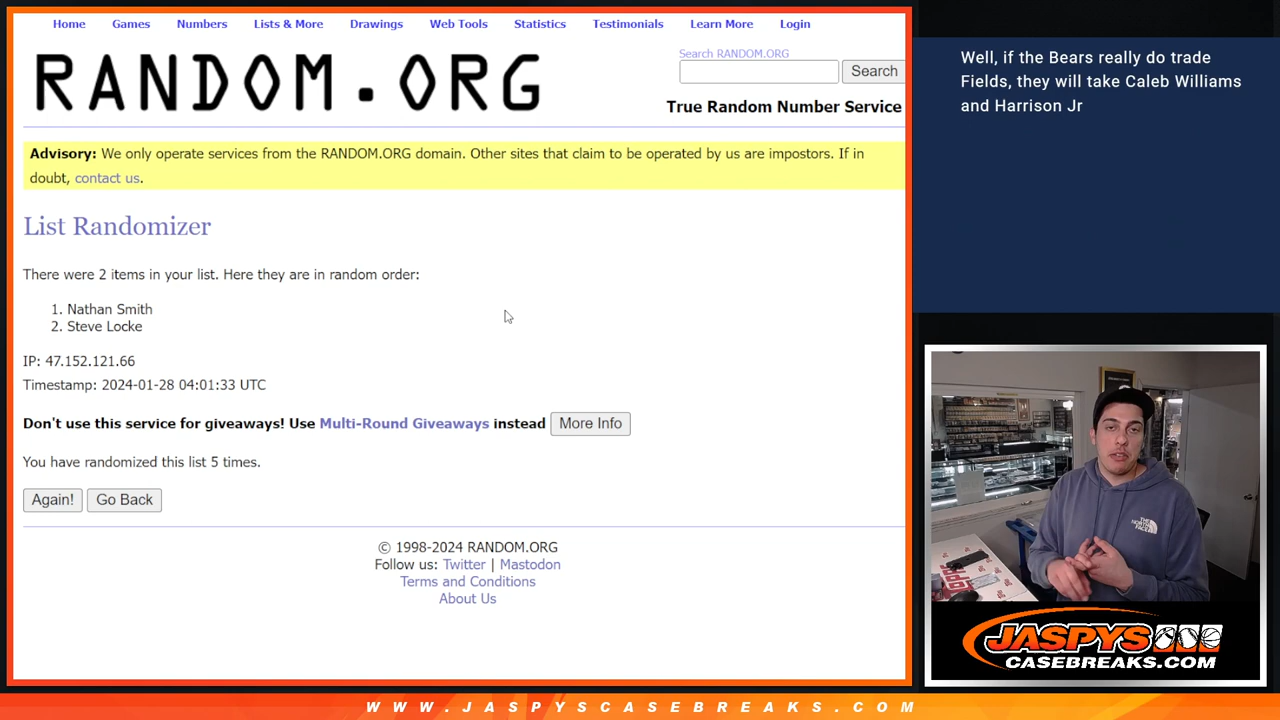 Home Games Numbers Lists & More Drawings Web Tools Statistics Testimonials Learn More Login
RANDOM.ORG
Search RANDOM.ORG
Search
True Random Number Service
Advisory: We only operate services from the RANDOM.ORG domain. Other sites that claim to be operated by us are impostors. If in
doubt, contact us.
List Randomizer
There were 2 items in your list. Here they are in random order:
1. Nathan Smith
2. Steve Locke
IP: 47.152.121.66
Timestamp: 2024-01-28 04:01:33 UTC
Don't use this service for giveaways! Use Multi-Round Giveaways instead More Info
You have randomized this list 5 times.
Again! Go Back
© 1998-2024 RANDOM.ORG
Follow us: Twitter | Mastodon
Terms and Conditions
About Us
Well, if the Bears really do trade
Fields, they will take Caleb Williams
and Harrison Jr
THE NORTH FACE
JASPYS
CASEBREAKS.COM
WWW.JASPYSCASEBREAKS.COM